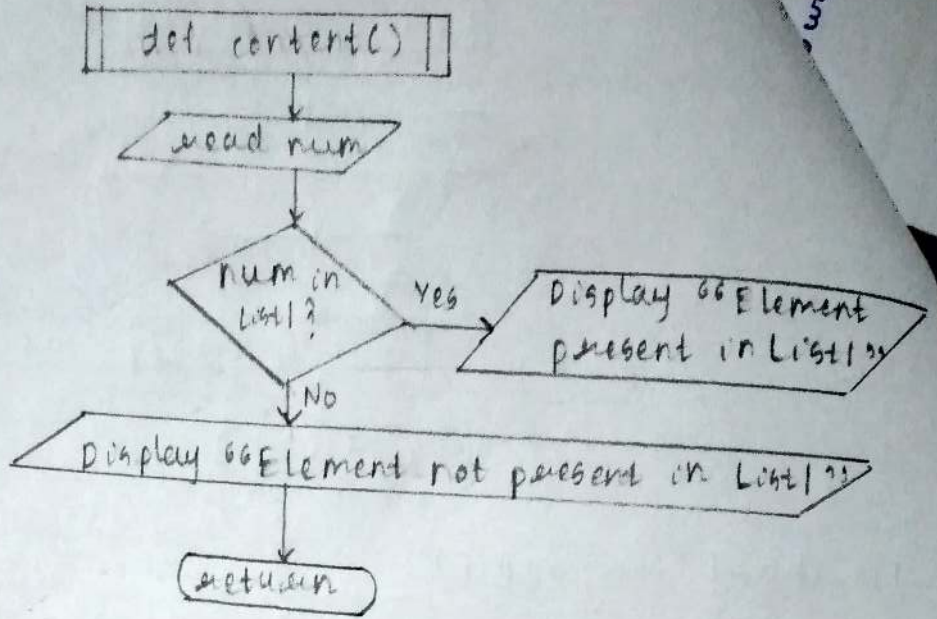 def content()
read num
num in
List1?
Yes
Display "Element
present in List1"
No
Display "Element not present in List1"
return